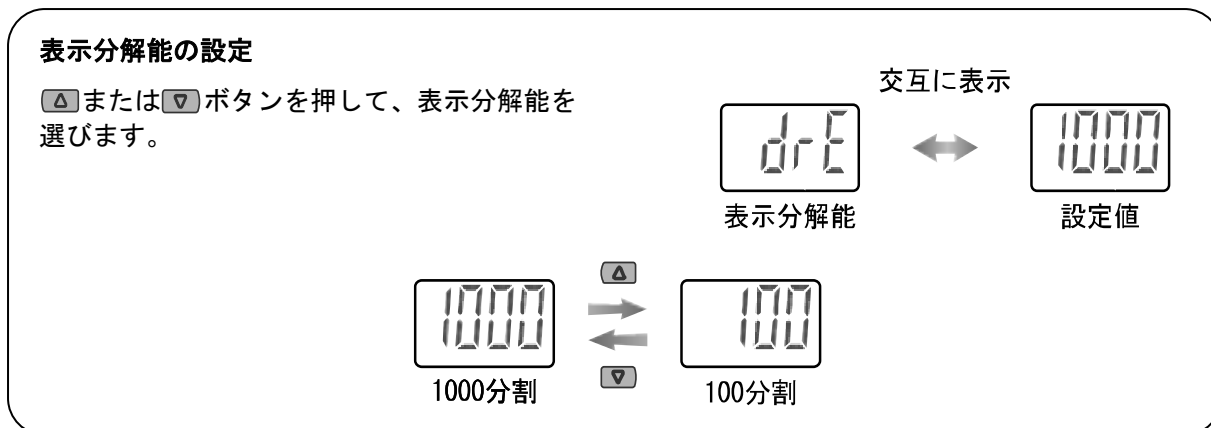 表示分解能の設定
△または▽ボタンを押して、表示分解能を
選びます。
交互に表示
drE
1000
表示分解能
設定値
1000
100
1000分割
100分割